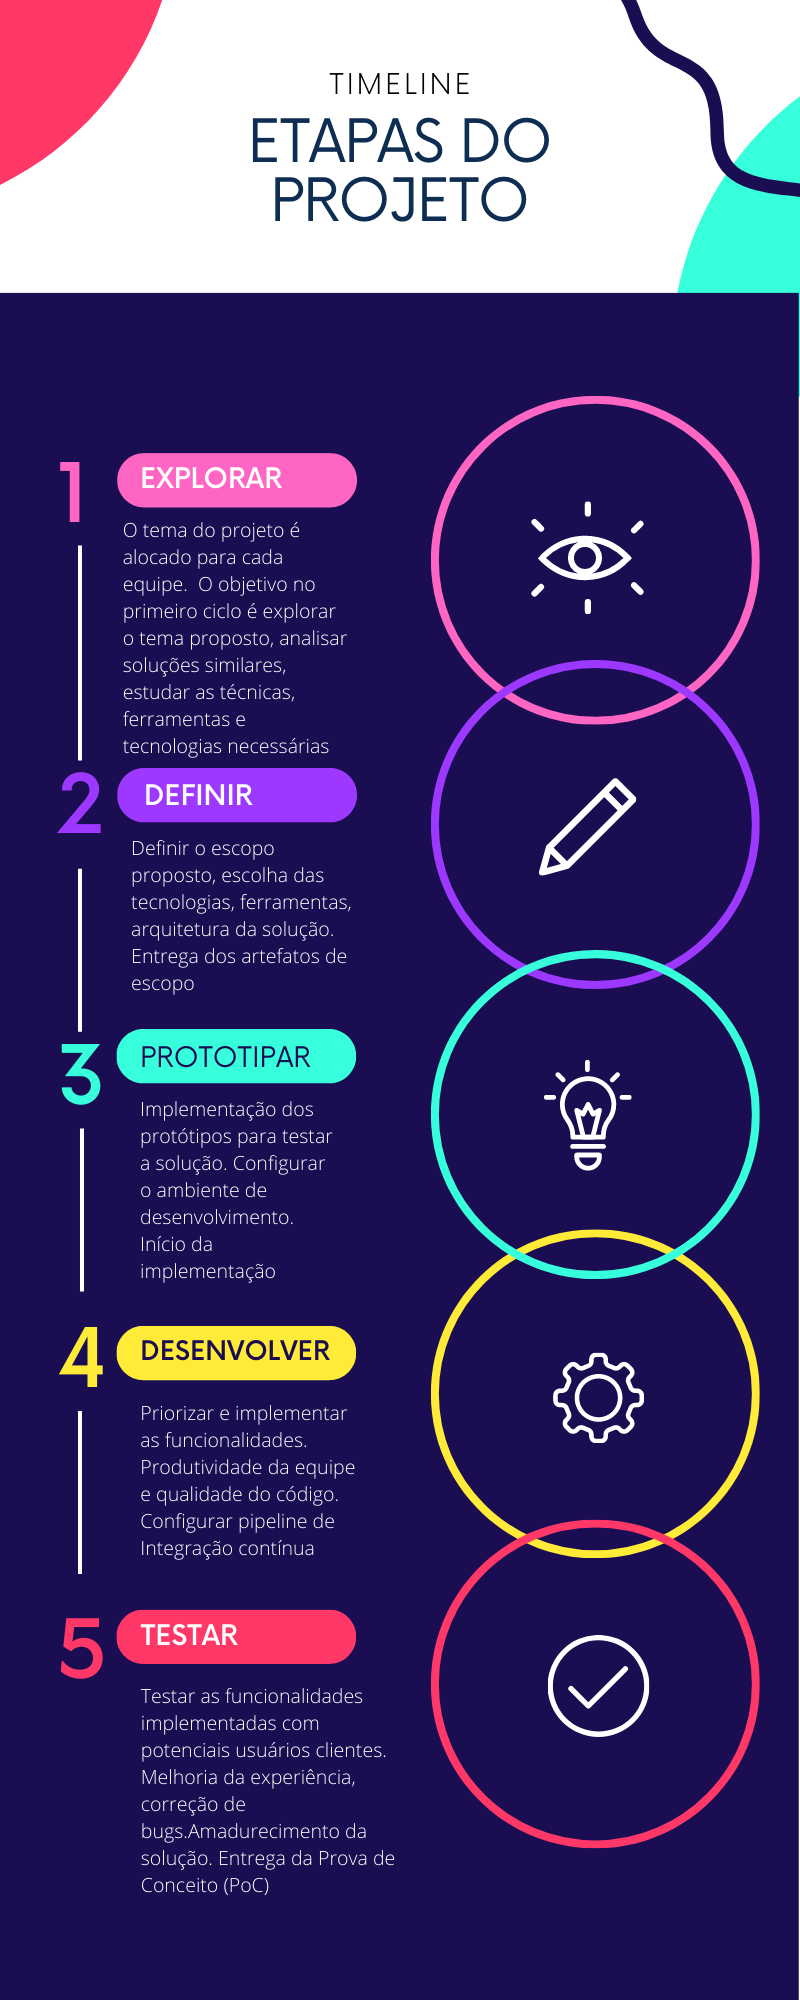 TIMELINE
ETAPAS DO
PROJETO
1
EXPLORAR
O tema do projeto é
alocado para cada
equipe.  O objetivo no
primeiro ciclo é explorar
o tema proposto, analisar
soluções similares,
estudar as técnicas,
ferramentas e
tecnologias necessárias
2
DEFINIR
Definir o escopo
proposto, escolha das
tecnologias, ferramentas,
arquitetura da solução.
Entrega dos artefatos de
escopo
3
PROTOTIPAR
Implementação dos
protótipos para testar
a solução. Configurar
o ambiente de
desenvolvimento.
Início da
implementação
4
DESENVOLVER
Priorizar e implementar
as funcionalidades.
Produtividade da equipe
e qualidade do código.
Configurar pipeline de
Integração contínua
5
TESTAR
Testar as funcionalidades
implementadas com
potenciais usuários clientes.
Melhoria da experiência,
correção de
bugs.Amadurecimento da
solução. Entrega da Prova de
Conceito (PoC)